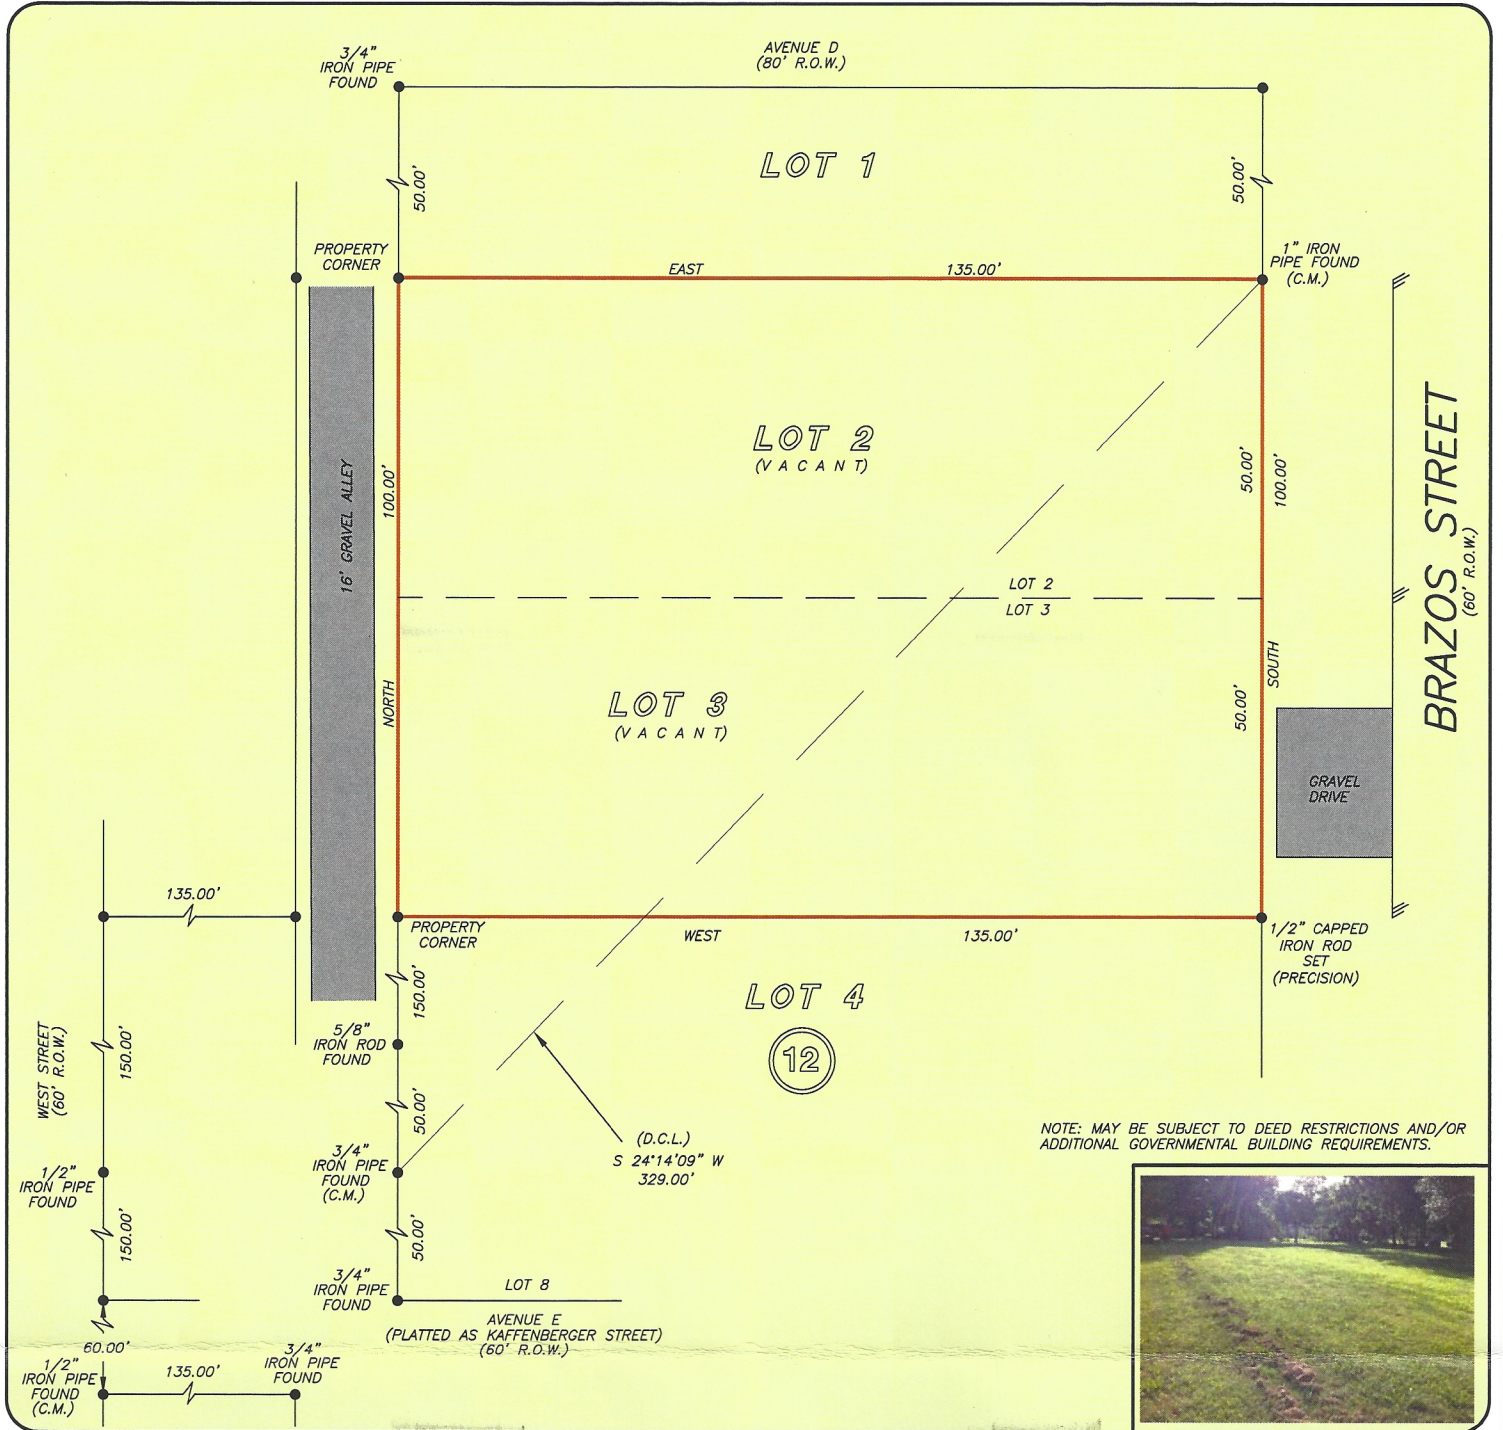 AVENUE D
(80' R.O.W.)
3/4"
IRON PIPE
FOUND
LOT 1
50.00'
50.00'
PROPERTY
CORNER
1" IRON
PIPE FOUND
(C.M.)
EAST
135.00'
LOT 2
(VACANT)
16' GRAVEL ALLEY
100.00'
50.00'
100.00'
BRAZOS STREET
(60' R.O.W.)
LOT 2
LOT 3
NORTH
SOUTH
LOT 3
(VACANT)
50.00'
GRAVEL
DRIVE
135.00'
PROPERTY
CORNER
WEST
135.00'
1/2" CAPPED
IRON ROD
SET
(PRECISION)
150.00'
LOT 4
12
5/8"
IRON ROD
FOUND
WEST STREET
(60' R.O.W.)
150.00'
50.00'
(D.C.L.)
S 24°14'09" W
329.00'
NOTE: MAY BE SUBJECT TO DEED RESTRICTIONS AND/OR
ADDITIONAL GOVERNMENTAL BUILDING REQUIREMENTS.
3/4"
IRON PIPE
FOUND
(C.M.)
1/2"
IRON PIPE
FOUND
150.00'
50.00'
3/4"
IRON PIPE
FOUND
LOT 8
AVENUE E
(PLATTED AS KAFFENBERGER STREET)
(60' R.O.W.)
60.00'
1/2"
IRON PIPE
FOUND
(C.M.)
135.00'
3/4"
IRON PIPE
FOUND